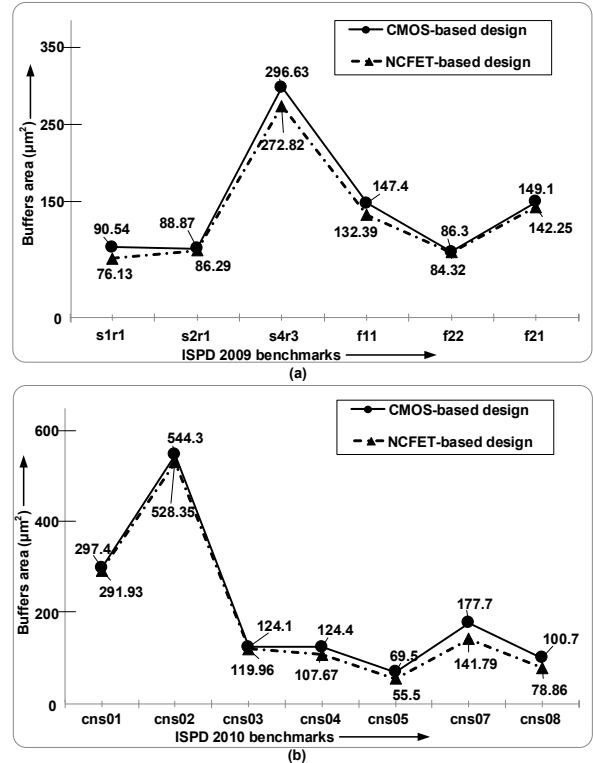 350
250
150
0
Buffers area (µm²)
CMOS-based design
NCFET-based design
296.63
272.82
90.54
76.13
88.87
86.29
147.4
132.39
86.3
84.32
149.1
142.25
s1r1 s2r1 s4r3 f11 f22 f21
ISPD 2009 benchmarks
(a)
600
400
200
0
Buffers area (µm²)
CMOS-based design
NCFET-based design
544.3
528.35
297.4
291.93
124.1
119.96
124.4
107.67
69.5
55.5
177.7
141.79
100.7
78.86
cns01 cns02 cns03 cns04 cns05 cns07 cns08
ISPD 2010 benchmarks
(b)